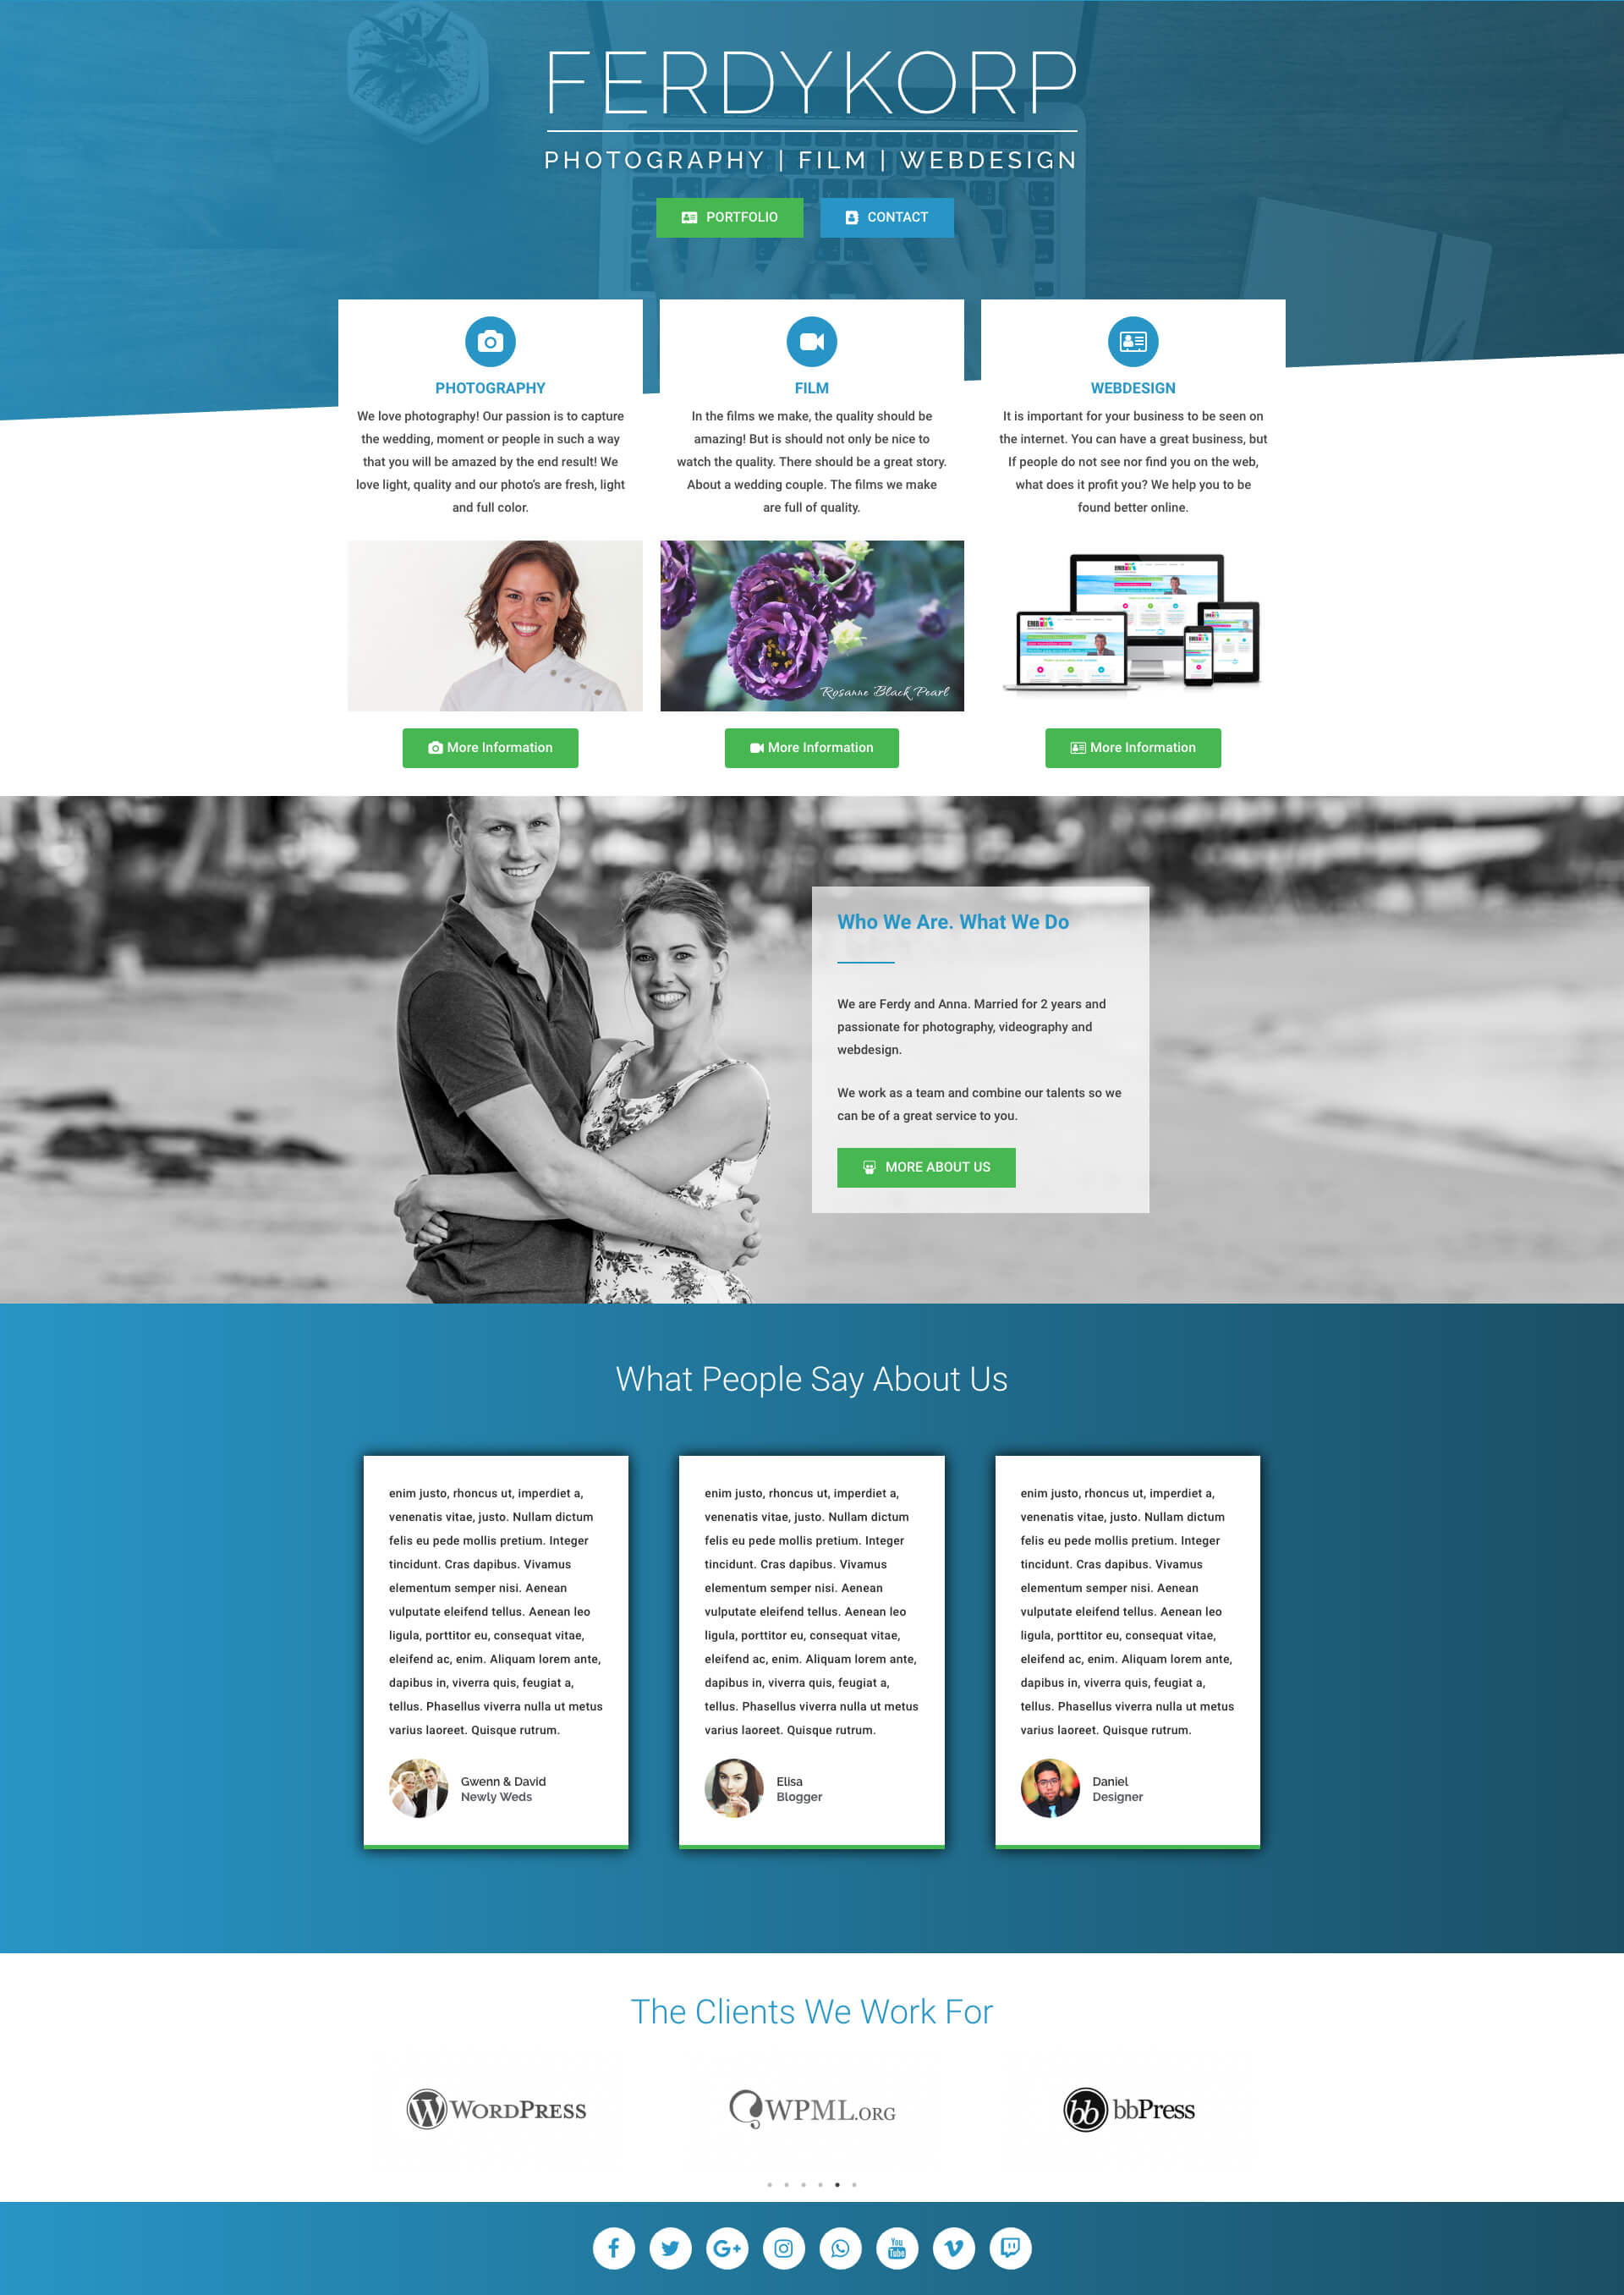 FERDYKORP
PHOTOGRAPHY | FILM | WEBDESIGN
PORTFOLIO
CONTACT
PHOTOGRAPHY
We love photography! Our passion is to capture
the wedding, moment or people in such a way
that you will be amazed by the end result! We
love light, quality and our photo's are fresh, light
and full color.
More Information
FILM
In the films we make, the quality should be
amazing! But is should not only be nice to
watch the quality. There should be a great story.
About a wedding couple. The films we make
are full of quality.
Rosanne Black Pearl
More Information
WEBDESIGN
It is important for your business to be seen on
the internet. You can have a great business, but
If people do not see nor find you on the web,
what does it profit you? We help you to be
found better online.
More Information
Who We Are. What We Do
We are Ferdy and Anna. Married for 2 years and
passionate for photography, videography and
webdesign.
We work as a team and combine our talents so we
can be of a great service to you.
MORE ABOUT US
What People Say About Us
enim justo, rhoncus ut, imperdiet a,
venenatis vitae, justo. Nullam dictum
felis eu pede mollis pretium. Integer
tincidunt. Cras dapibus. Vivamus
elementum semper nisi. Aenean
vulputate eleifend tellus. Aenean leo
ligula, porttitor eu, consequat vitae,
eleifend ac, enim. Aliquam lorem ante,
dapibus in, viverra quis, feugiat a,
tellus. Phasellus viverra nulla ut metus
varius laoreet. Quisque rutrum.
Gwenn & David
Newly Weds
enim justo, rhoncus ut, imperdiet a,
venenatis vitae, justo. Nullam dictum
felis eu pede mollis pretium. Integer
tincidunt. Cras dapibus. Vivamus
elementum semper nisi. Aenean
vulputate eleifend tellus. Aenean leo
ligula, porttitor eu, consequat vitae,
eleifend ac, enim. Aliquam lorem ante,
dapibus in, viverra quis, feugiat a,
tellus. Phasellus viverra nulla ut metus
varius laoreet. Quisque rutrum.
Elisa
Blogger
enim justo, rhoncus ut, imperdiet a,
venenatis vitae, justo. Nullam dictum
felis eu pede mollis pretium. Integer
tincidunt. Cras dapibus. Vivamus
elementum semper nisi. Aenean
vulputate eleifend tellus. Aenean leo
ligula, porttitor eu, consequat vitae,
eleifend ac, enim. Aliquam lorem ante,
dapibus in, viverra quis, feugiat a,
tellus. Phasellus viverra nulla ut metus
varius laoreet. Quisque rutrum.
Daniel
Designer
The Clients We Work For
WORDPRESS
WPML.ORG
bb bbPress
You Tube